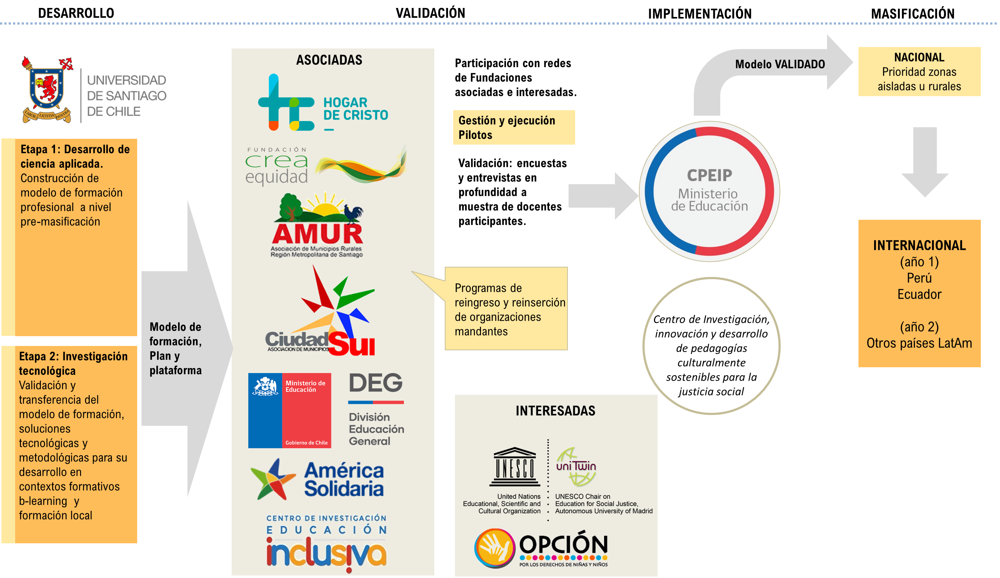 DESARROLLO
VALIDACIÓN
IMPLEMENTACIÓN
MASIFICACIÓN
LABOR LÆTITIA NOSTRA
UNIVERSIDAD
DE SANTIAGO
DE CHILE
Etapa 1: Desarrollo de
ciencia aplicada.
Construcción de
modelo de formación
profesional a nivel
pre-masificación
Etapa 2: Investigación
tecnológica
Validación y
transferencia del
modelo de formación,
soluciones
tecnológicas y
metodológicas para su
desarrollo en
contextos formativos
b-learning y
formación local
Modelo de
formación,
Plan y
plataforma
ASOCIADAS
hc
HOGAR
DE CRISTO
FUNDACIÓN
crea
equidad
AMUR
Asociación de Municipios Rurales
Región Metropolitana de Santiago
CiudadSur
ASOCIACION DE MUNICIPIOS
Ministerio de
Educación
Gobierno de Chile
DEG
División
Educación
General
América
Solidaria
CENTRO DE INVESTIGACIÓN
EDUCACIÓN
inclusiva
Participación con redes
de Fundaciones
asociadas e interesadas.
Gestión y ejecución
Pilotos
Validación: encuestas
y entrevistas en
profundidad a
muestra de docentes
participantes.
Programas de
reingreso y reinserción
de organizaciones
mandantes
INTERESADAS
UNESCO
United Nations
Educational, Scientific and
Cultural Organization
uniTwin
UNESCO Chair on
Education for Social Justice,
Autonomous University of Madrid
OPCIÓN
POR LOS DERECHOS DE NIÑAS Y NIÑOS
Modelo VALIDADO
CPEIP
Ministerio
de Educación
Centro de Investigación,
innovación y desarrollo
de pedagogías
culturalmente
sostenibles para la
justicia social
NACIONAL
Prioridad zonas
aisladas u rurales
INTERNACIONAL
(año 1)
Perú
Ecuador
(año 2)
Otros países LatAm